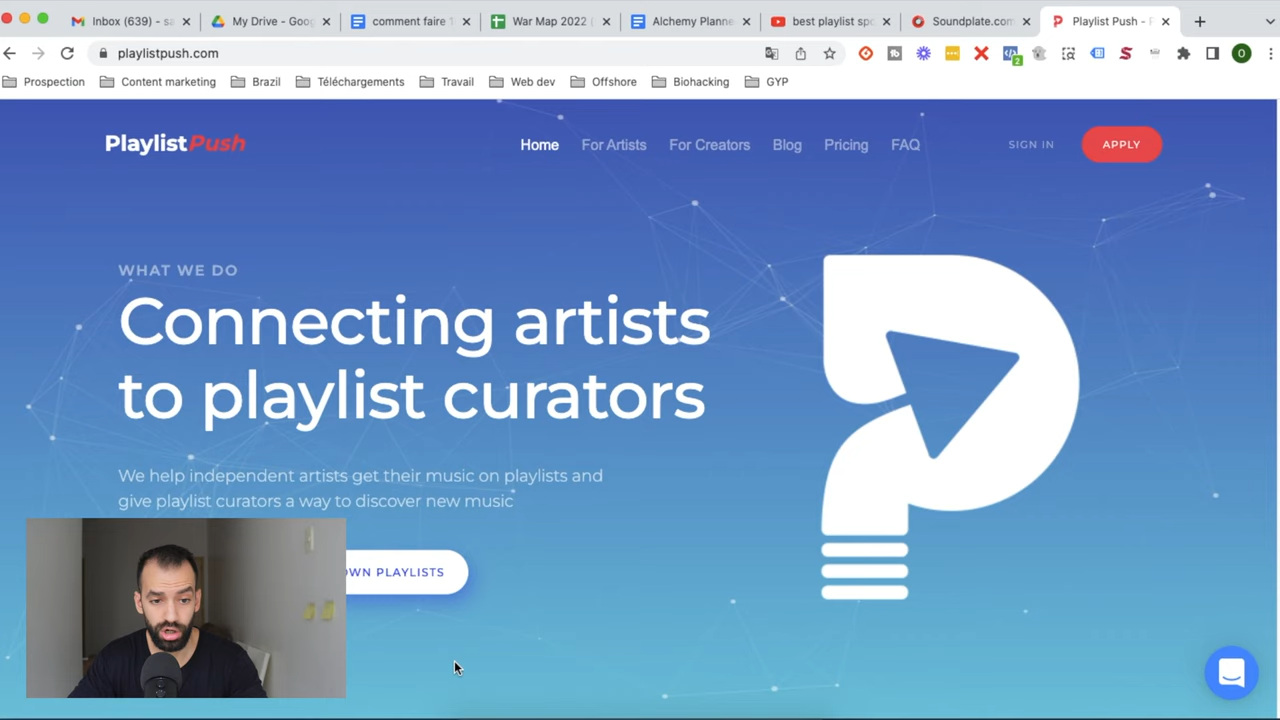 Inbox (639) - sa
My Drive - Goog
comment faire 1
War Map 2022 (
Alchemy Planne
best playlist spo
Soundplate.com
Playlist Push - P
playlistpush.com
2
O
Prospection
Content marketing
Brazil
Téléchargements
Travail
Web dev
Offshore
Biohacking
GYP
PlaylistPush
Home
For Artists
For Creators
Blog
Pricing
FAQ
SIGN IN
APPLY
WHAT WE DO
Connecting artists
to playlist curators
We help independent artists get their music on playlists and
give playlist curators a way to discover new music
OWN PLAYLISTS